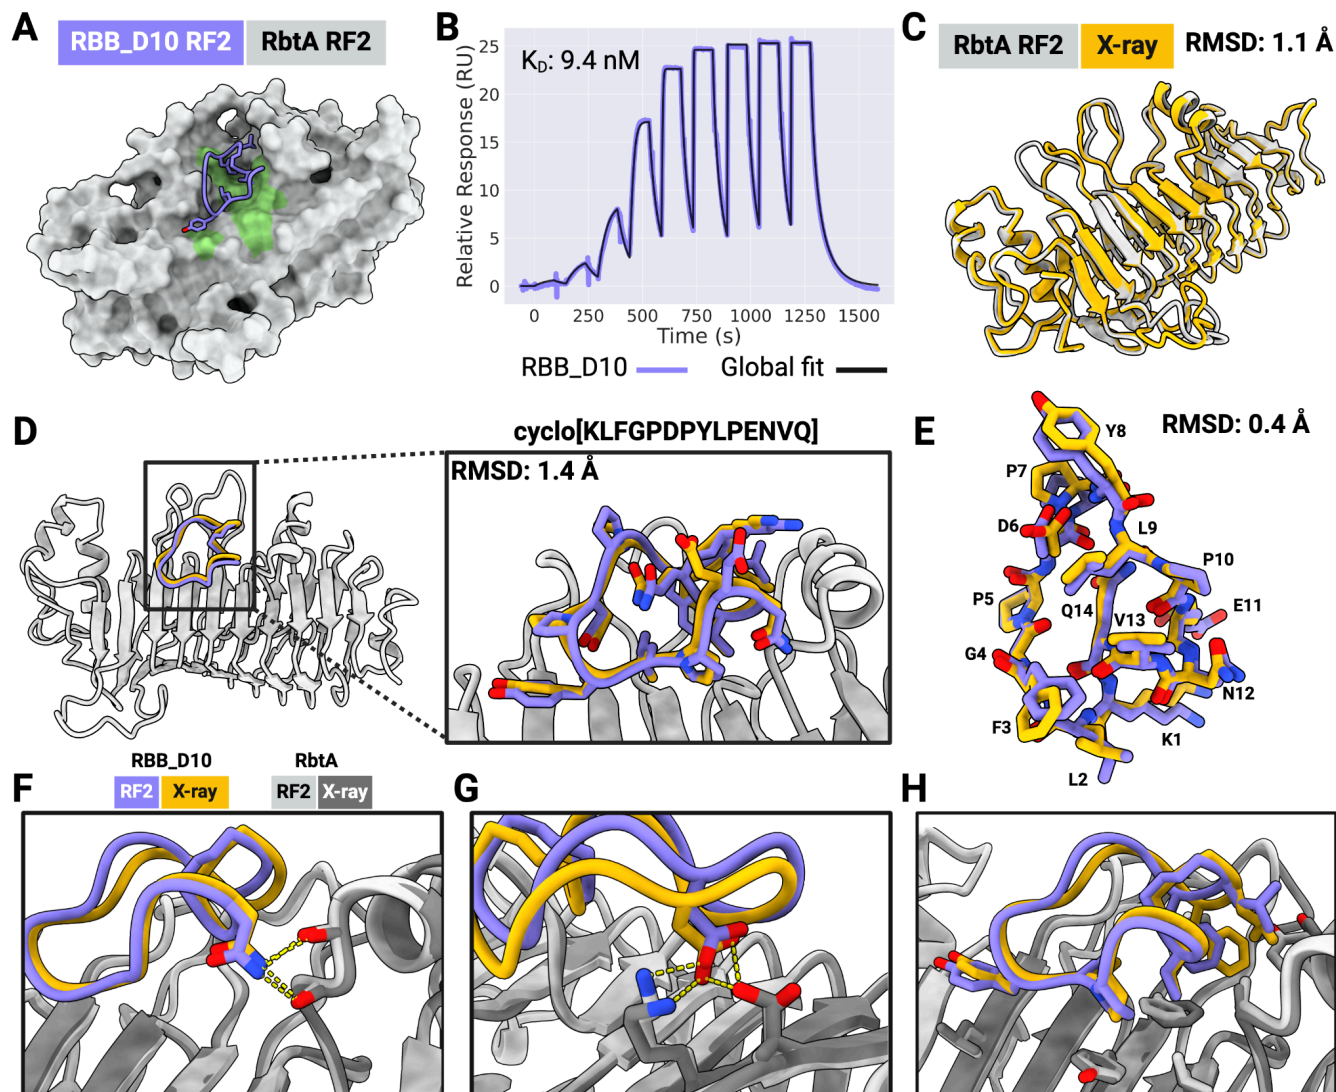 A
RBB_D10 RF2
RbtA RF2
B
K_D: 9.4 nM
Relative Response (RU)
25
20
15
10
5
0
0
250
500
750
1000
1250
1500
Time (s)
RBB_D10
Global fit
C
RbtA RF2
X-ray
RMSD: 1.1 Å
D
cyclo[KLFGPDPYLPENVQ]
RMSD: 1.4 Å
E
RMSD: 0.4 Å
Y8
P7
D6
L9
P10
P5
Q14
V13
E11
G4
N12
F3
K1
L2
RBB_D10
RbtA
RF2
X-ray
RF2
X-ray
F
G
H